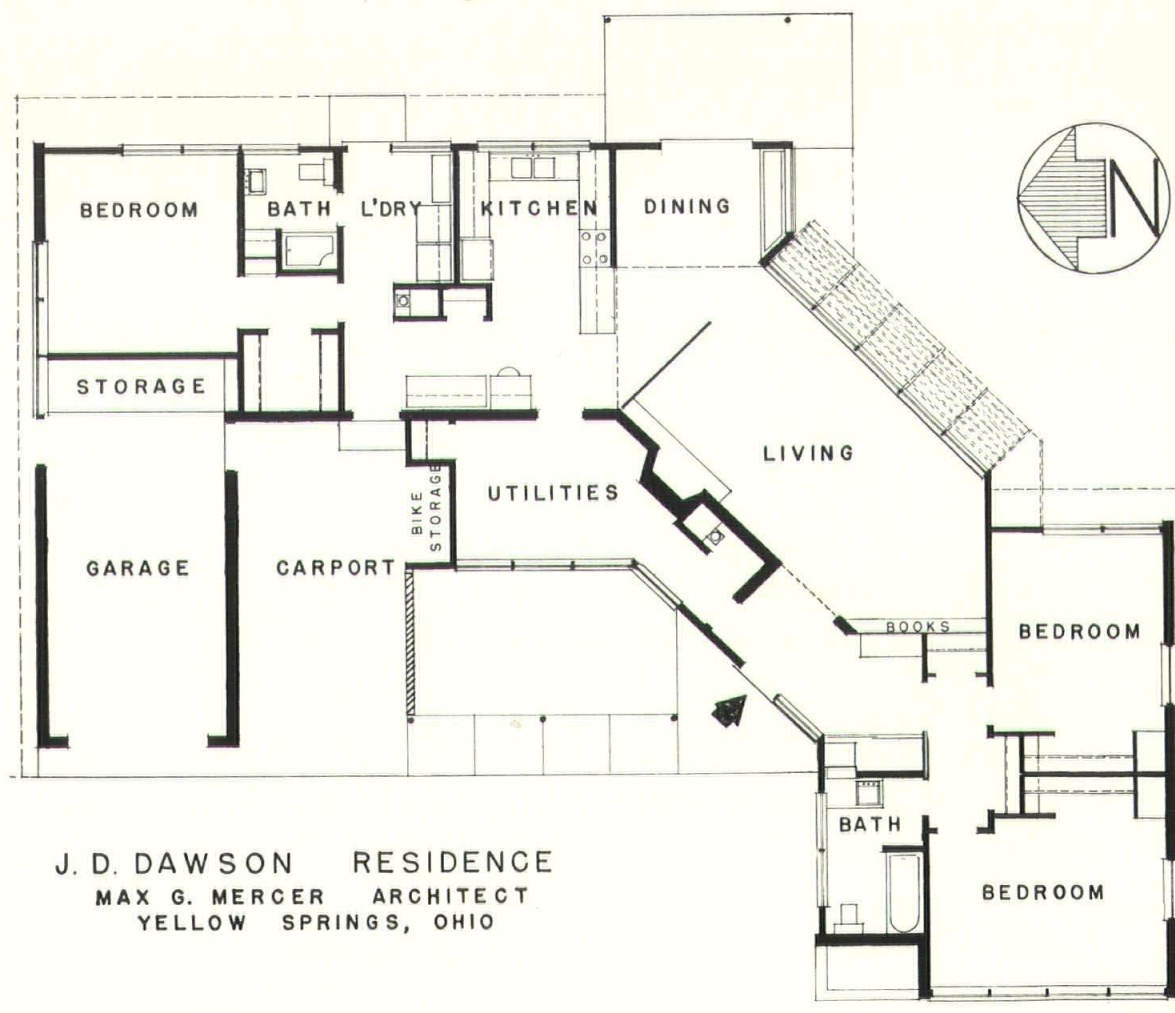 BEDROOM
BATH
L'DRY
KITCHEN
DINING
N
STORAGE
LIVING
UTILITIES
BIKE
STORAGE
GARAGE
CARPORT
BOOKS
BEDROOM
BATH
BEDROOM
J. D. DAWSON RESIDENCE
MAX G. MERCER ARCHITECT
YELLOW SPRINGS, OHIO